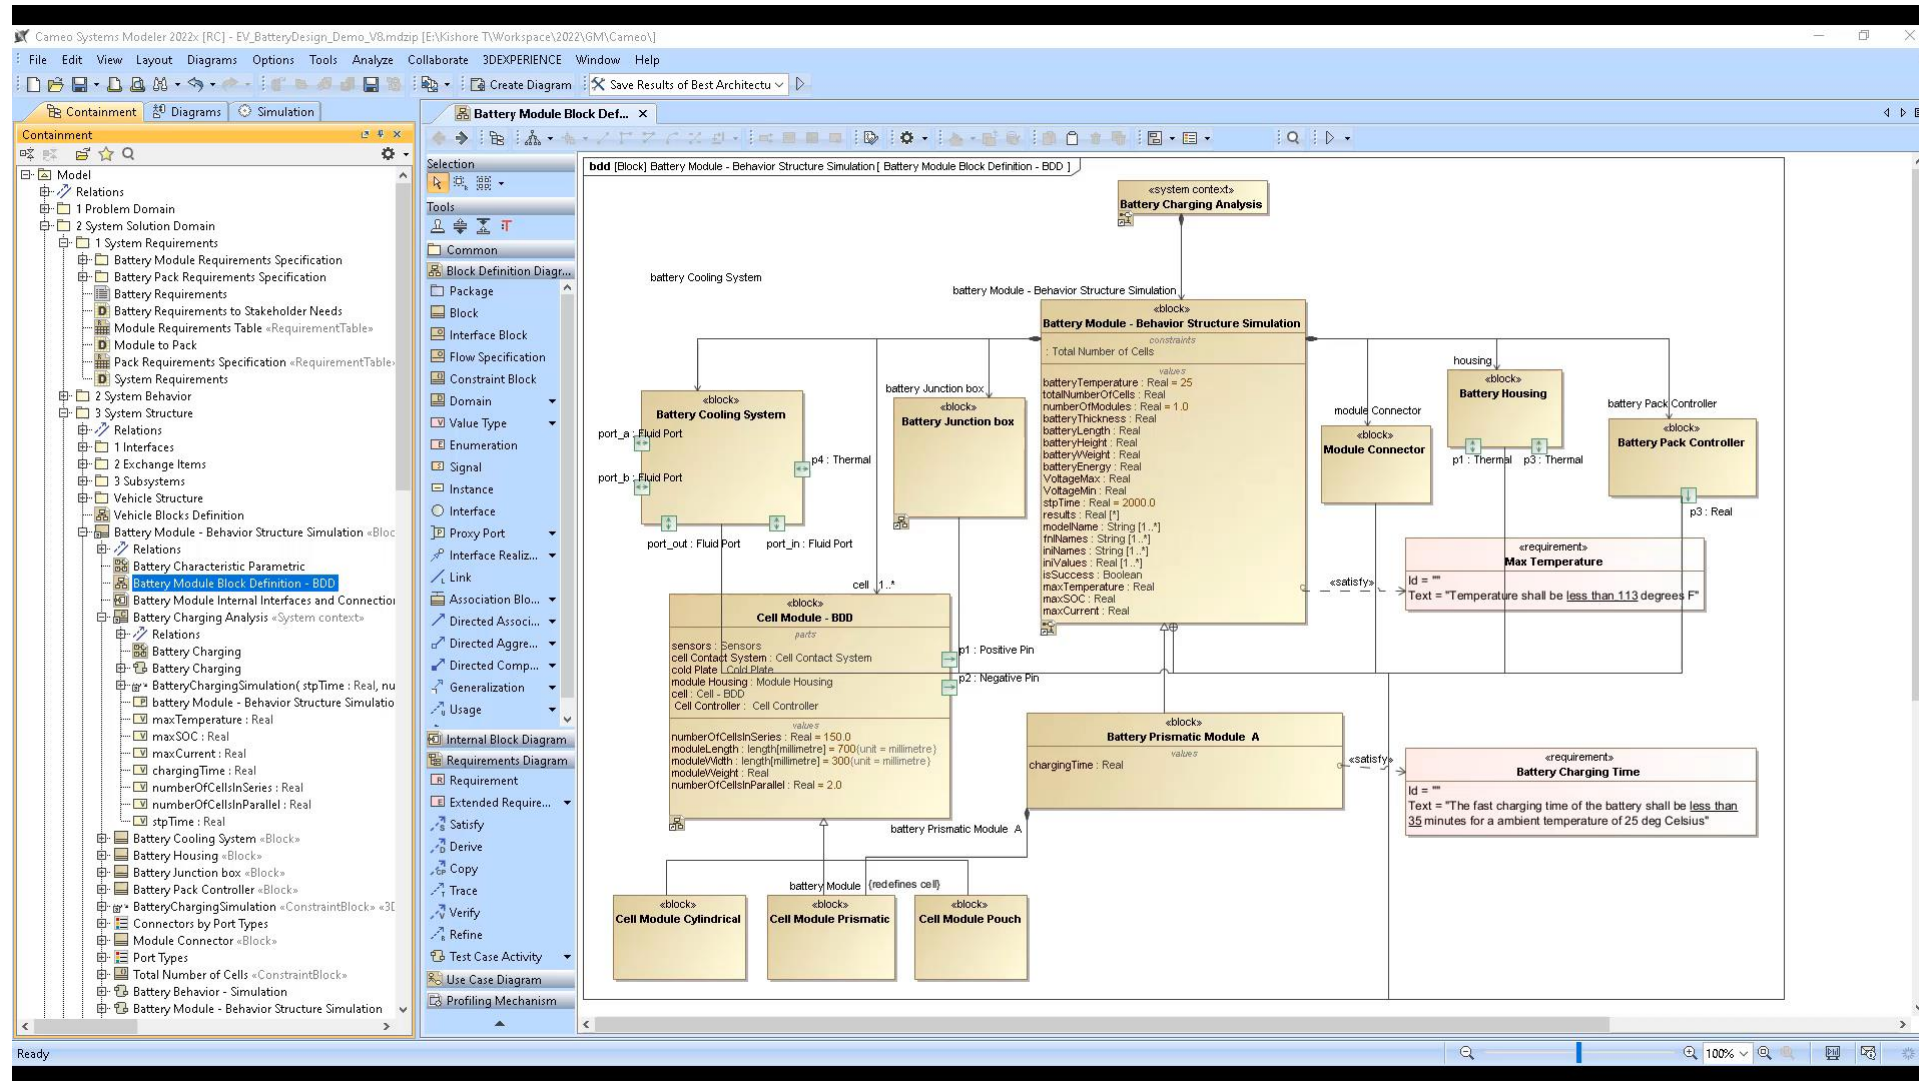 Cameo Systems Modeler 2022x [RC] - EV_BatteryDesign_Demo_V8.mdzip [E:\Kishore T\Workspace\2022\GM\Cameo\]
File Edit View Layout Diagrams Options Tools Analyze Collaborate 3DEXPERIENCE Window Help
Create Diagram Save Results of Best Architectu
Containment Diagrams Simulation
Containment
Model
Relations
1 Problem Domain
2 System Solution Domain
1 System Requirements
Battery Module Requirements Specification
Battery Pack Requirements Specification
Battery Requirements
Battery Requirements to Stakeholder Needs
Module Requirements Table «RequirementTable»
Module to Pack
Pack Requirements Specification «RequirementTable»
System Requirements
2 System Behavior
3 System Structure
Relations
1 Interfaces
2 Exchange Items
3 Subsystems
Vehicle Structure
Vehicle Blocks Definition
Battery Module - Behavior Structure Simulation «Bloc
Relations
Battery Characteristic Parametric
Battery Module Block Definition - BDD
Battery Module Internal Interfaces and Connection
Battery Charging Analysis «System context»
Relations
Battery Charging
Battery Charging
BatteryChargingSimulation( stpTime : Real, nu
battery Module - Behavior Structure Simulatio
maxTemperature : Real
maxSOC : Real
maxCurrent : Real
chargingTime : Real
numberOfCellsInSeries : Real
numberOfCellsInParallel : Real
stpTime : Real
Battery Cooling System «Block»
Battery Housing «Block»
Battery Junction box «Block»
Battery Pack Controller «Block»
BatteryChargingSimulation «ConstraintBlock» «3D
Connectors by Port Types
Module Connector «Block»
Port Types
Total Number of Cells «ConstraintBlock»
Battery Behavior - Simulation
Battery Module - Behavior Structure Simulation
Ready
Battery Module Block Def...
Selection
Tools
Common
Block Definition Diagr...
Package
Block
Interface Block
Flow Specification
Constraint Block
Domain
Value Type
Enumeration
Signal
Instance
Interface
Proxy Port
Interface Realiz...
Link
Association Blo...
Directed Associ...
Directed Aggre...
Directed Comp...
Generalization
Usage
Internal Block Diagram
Requirements Diagram
Requirement
Extended Require...
Satisfy
Derive
Copy
Trace
Verify
Refine
Test Case Activity
Use Case Diagram
Profiling Mechanism
bdd [Block] Battery Module - Behavior Structure Simulation [ Battery Module Block Definition - BDD ]
«system context»
Battery Charging Analysis
battery Cooling System
battery Module - Behavior Structure Simulation
«block»
Battery Module - Behavior Structure Simulation
constraints
: Total Number of Cells
values
batteryTemperature : Real = 25
totalNumberOfCells : Real
numberOfModules : Real = 1.0
batteryThickness : Real
batteryLength : Real
batteryHeight : Real
batteryWeight : Real
batteryEnergy : Real
VoltageMax : Real
VoltageMin : Real
stpTime : Real = 2000.0
results : Real [*]
modelName : String [1..*]
fnlNames : String [1..*]
iniNames : String [1..*]
iniValues : Real [1..*]
isSuccess : Boolean
maxTemperature : Real
maxSOC : Real
maxCurrent : Real
«block»
Battery Cooling System
port_a : Fluid Port
port_b : Fluid Port
p4 : Thermal
port_out : Fluid Port
port_in : Fluid Port
battery Junction box
«block»
Battery Junction box
module Connector
«block»
Module Connector
housing
«block»
Battery Housing
p1 : Thermal
p3 : Thermal
battery Pack Controller
«block»
Battery Pack Controller
p3 : Real
«satisfy»
«requirement»
Max Temperature
Id = ""
Text = "Temperature shall be less than 113 degrees F"
cell 1..*
«block»
Cell Module - BDD
parts
sensors : Sensors
cell Contact System : Cell Contact System
cold Plate : Cold Plate
module Housing : Module Housing
cell : Cell - BDD
Cell Controller : Cell Controller
values
numberOfCellsInSeries : Real = 150.0
moduleLength : length[millimetre] = 700{unit = millimetre}
moduleWidth : length[millimetre] = 300{unit = millimetre}
moduleWeight : Real
numberOfCellsInParallel : Real = 2.0
p1 : Positive Pin
p2 : Negative Pin
«block»
Battery Prismatic Module A
values
chargingTime : Real
«satisfy»
«requirement»
Battery Charging Time
Id = ""
Text = "The fast charging time of the battery shall be less than
35 minutes for a ambient temperature of 25 deg Celsius"
battery Prismatic Module A
battery Module {redefines cell}
«block»
Cell Module Cylindrical
«block»
Cell Module Prismatic
«block»
Cell Module Pouch
100%